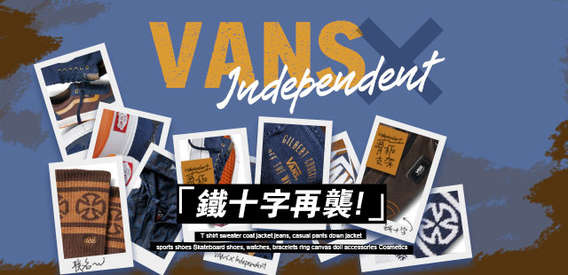 VANS X
Independent
「鐵十字再襲!」
T shirt sweater coat jacket jeans, casual pants down jacket
sports shoes Skateboard shoes, watches, bracelets ring canvas doll accessories Cosmetics